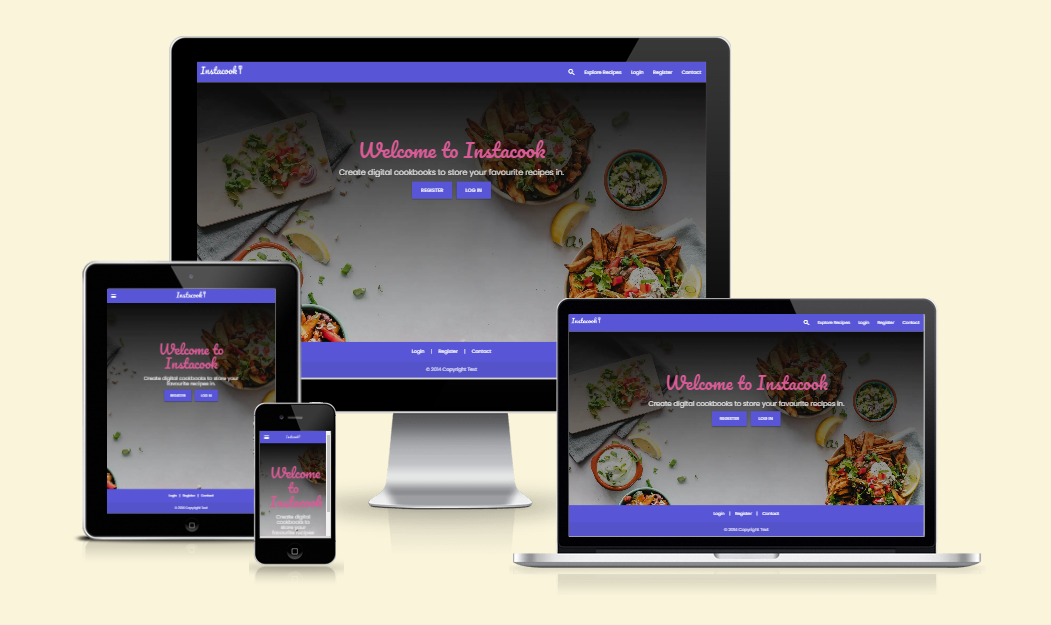 Instacook
Explore Recipes Login Register Contact
Welcome to Instacook
Create digital cookbooks to store your favourite recipes in.
REGISTER LOG IN
Login | Register | Contact
© 2014 Copyright Text
Instacook
Welcome to
Instacook
Create digital cookbooks to store your
favourite recipes in.
REGISTER LOG IN
Login | Register | Contact
© 2014 Copyright Text
Instacook
Welcome
to
Instacook
Create digital
cookbooks to
store your
favourite recipes
Instacook
Explore Recipes Login Register Contact
Welcome to Instacook
Create digital cookbooks to store your favourite recipes in.
REGISTER LOG IN
Login | Register | Contact
© 2014 Copyright Text